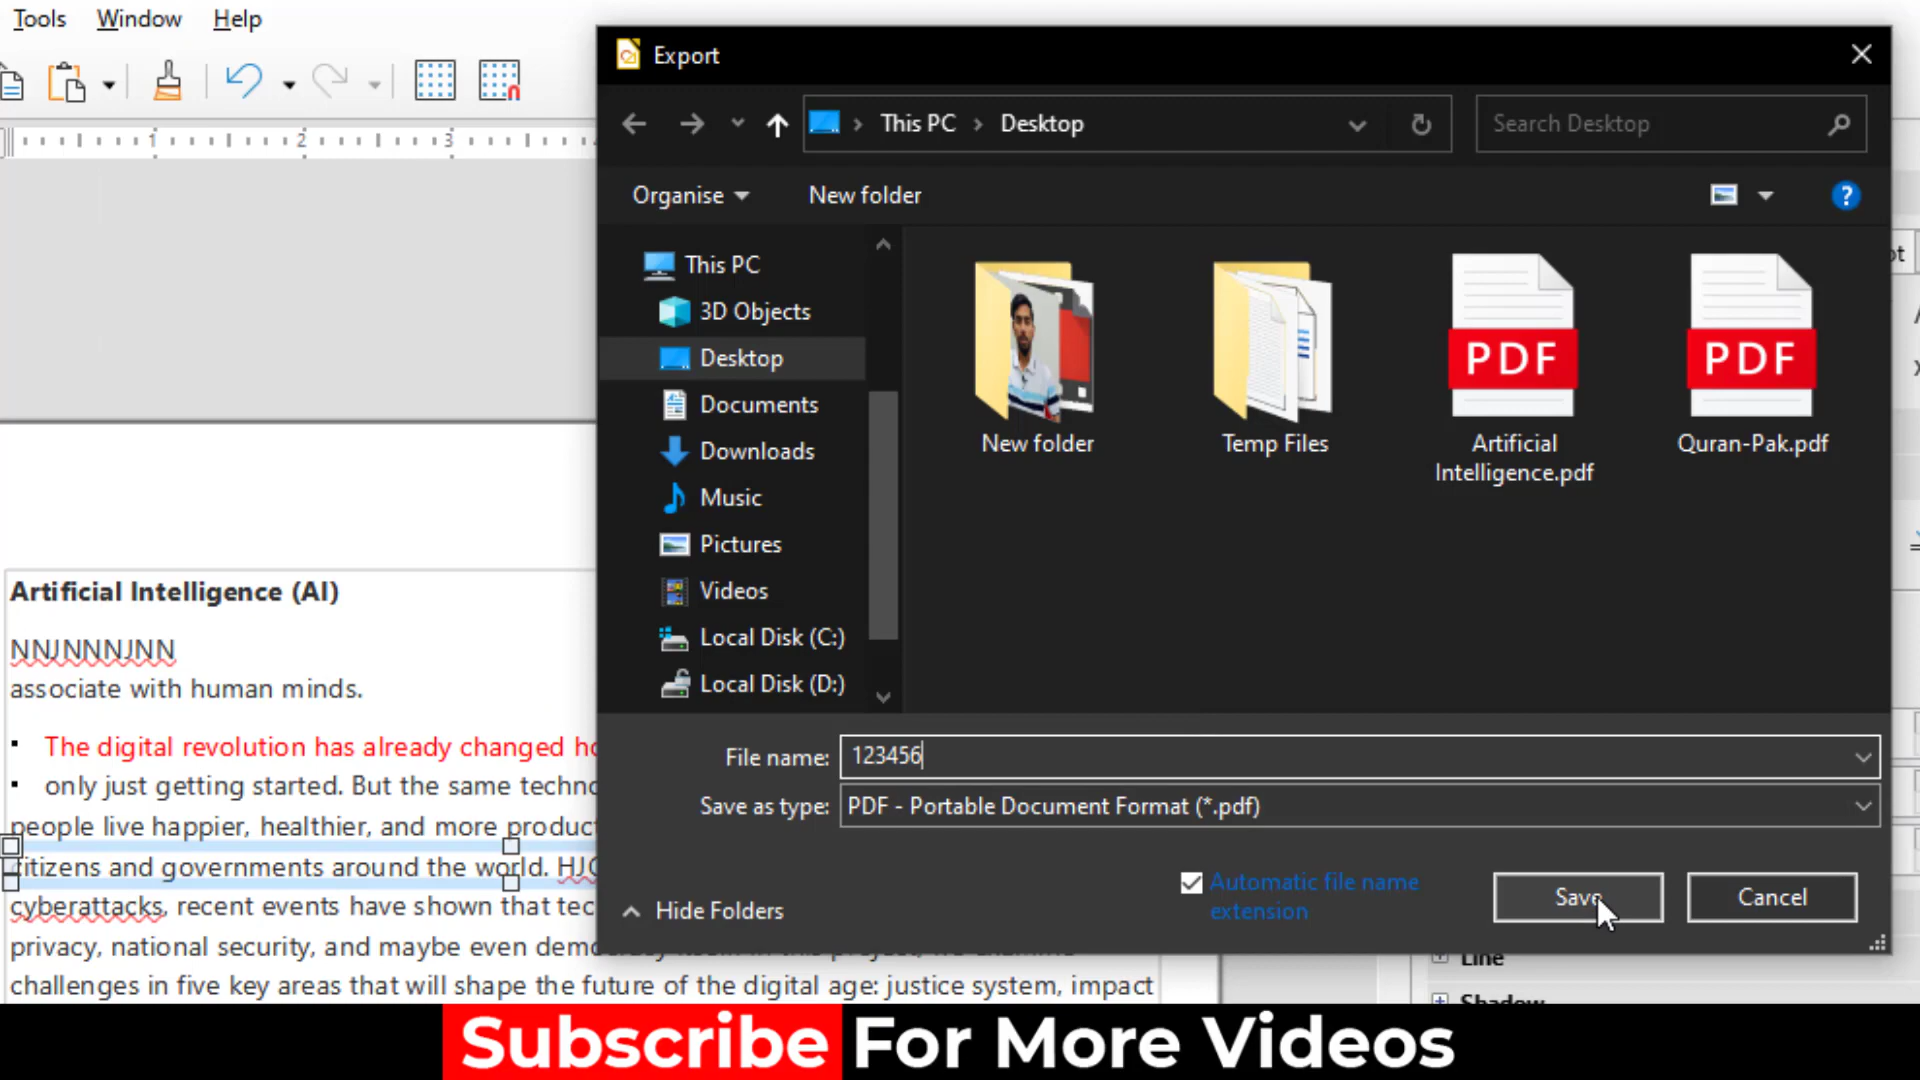 Tools Window Help
Export
This PC > Desktop
Search Desktop
Organise
New folder
This PC
3D Objects
Desktop
Documents
Downloads
Music
Pictures
Videos
Local Disk (C:)
Local Disk (D:)
New folder
Temp Files
PDF
Artificial
Intelligence.pdf
PDF
Quran-Pak.pdf
File name: 123456
Save as type: PDF - Portable Document Format (*.pdf)
Automatic file name
extension
Hide Folders
Save
Cancel
1 2 3
Artificial Intelligence (AI)
NNJNNNJNN
associate with human minds.
▪ The digital revolution has already changed
▪ only just getting started. But the same
people live happier, healthier, and more
citizens and governments around the world.
cyberattacks, recent events have shown that
privacy, national security, and maybe even
challenges in five key areas that will shape the future of the digital age: justice system, impact
Line
Shadow
Subscribe For More Videos